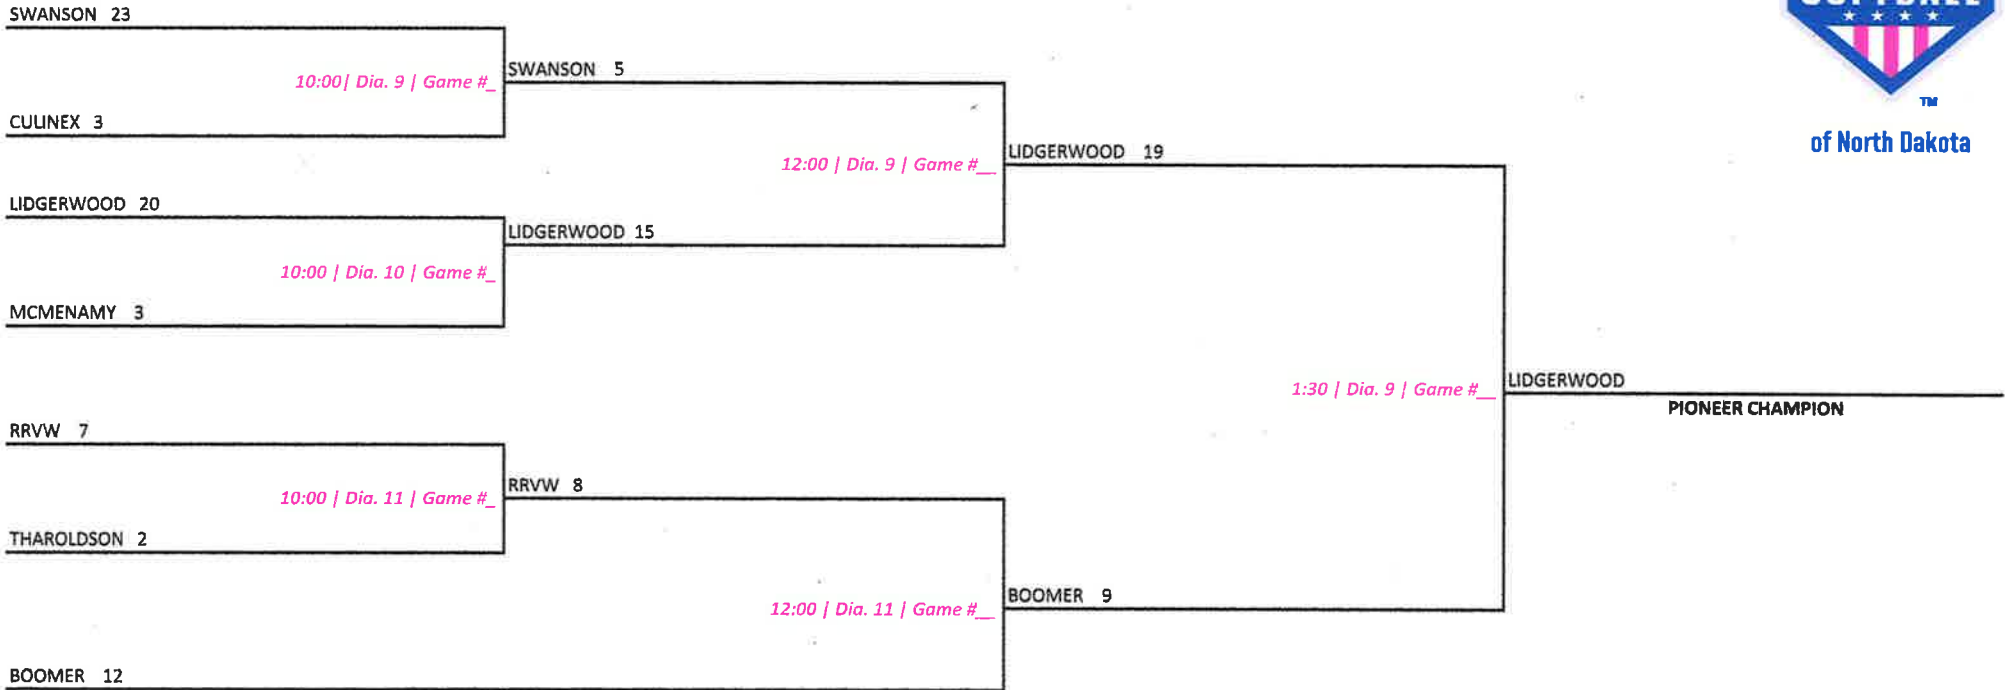 SWANSON 23
10:00| Dia. 9 | Game #_
SWANSON 5
CULINEX 3
12:00 | Dia. 9 | Game #__
LIDGERWOOD 19
LIDGERWOOD 20
LIDGERWOOD 15
10:00 | Dia. 10 | Game #_
MCMENAMY 3
1:30 | Dia. 9 | Game #__
LIDGERWOOD
PIONEER CHAMPION
RRVW 7
10:00 | Dia. 11 | Game #_
RRVW 8
THAROLDSON 2
12:00 | Dia. 11 | Game #__
BOOMER 9
BOOMER 12
TM
of North Dakota